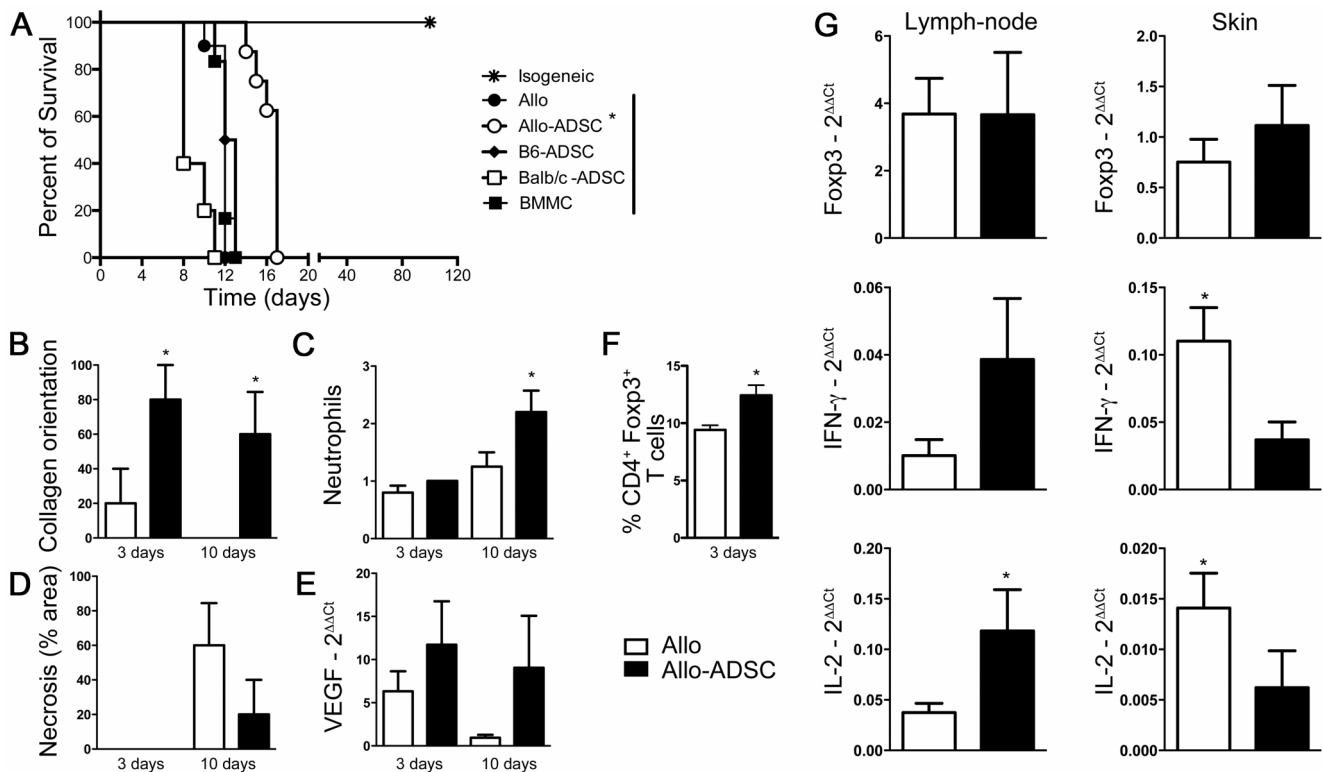 A
Percent of Survival
100
80
60
40
20
0
0 4 8 12 16 20 40 60 80 100 120
Time (days)
Isogeneic
Allo
Allo-ADSC *
B6-ADSC
Balb/c -ADSC
BMMC
B
Collagen orientation
100
80
60
40
20
0
* *
3 days 10 days
C
Neutrophils
3
2
1
0
*
3 days 10 days
F
% CD4+ Foxp3+
T cells
15
10
5
0
*
3 days
D
Necrosis (% area)
100
80
60
40
20
0
3 days 10 days
E
VEGF - 2ΔΔCt
20
15
10
5
0
3 days 10 days
Allo
Allo-ADSC
G
Lymph-node
Skin
Foxp3 - 2ΔΔCt
6
4
2
0
Foxp3 - 2ΔΔCt
2.0
1.5
1.0
0.5
0.0
IFN-γ - 2ΔΔCt
0.06
0.04
0.02
0.00
IFN-γ - 2ΔΔCt
0.15
0.10
0.05
0.00
*
IL-2 - 2ΔΔCt
0.20
0.15
0.10
0.05
0.00
*
IL-2 - 2ΔΔCt
0.020
0.015
0.010
0.005
0.000
*